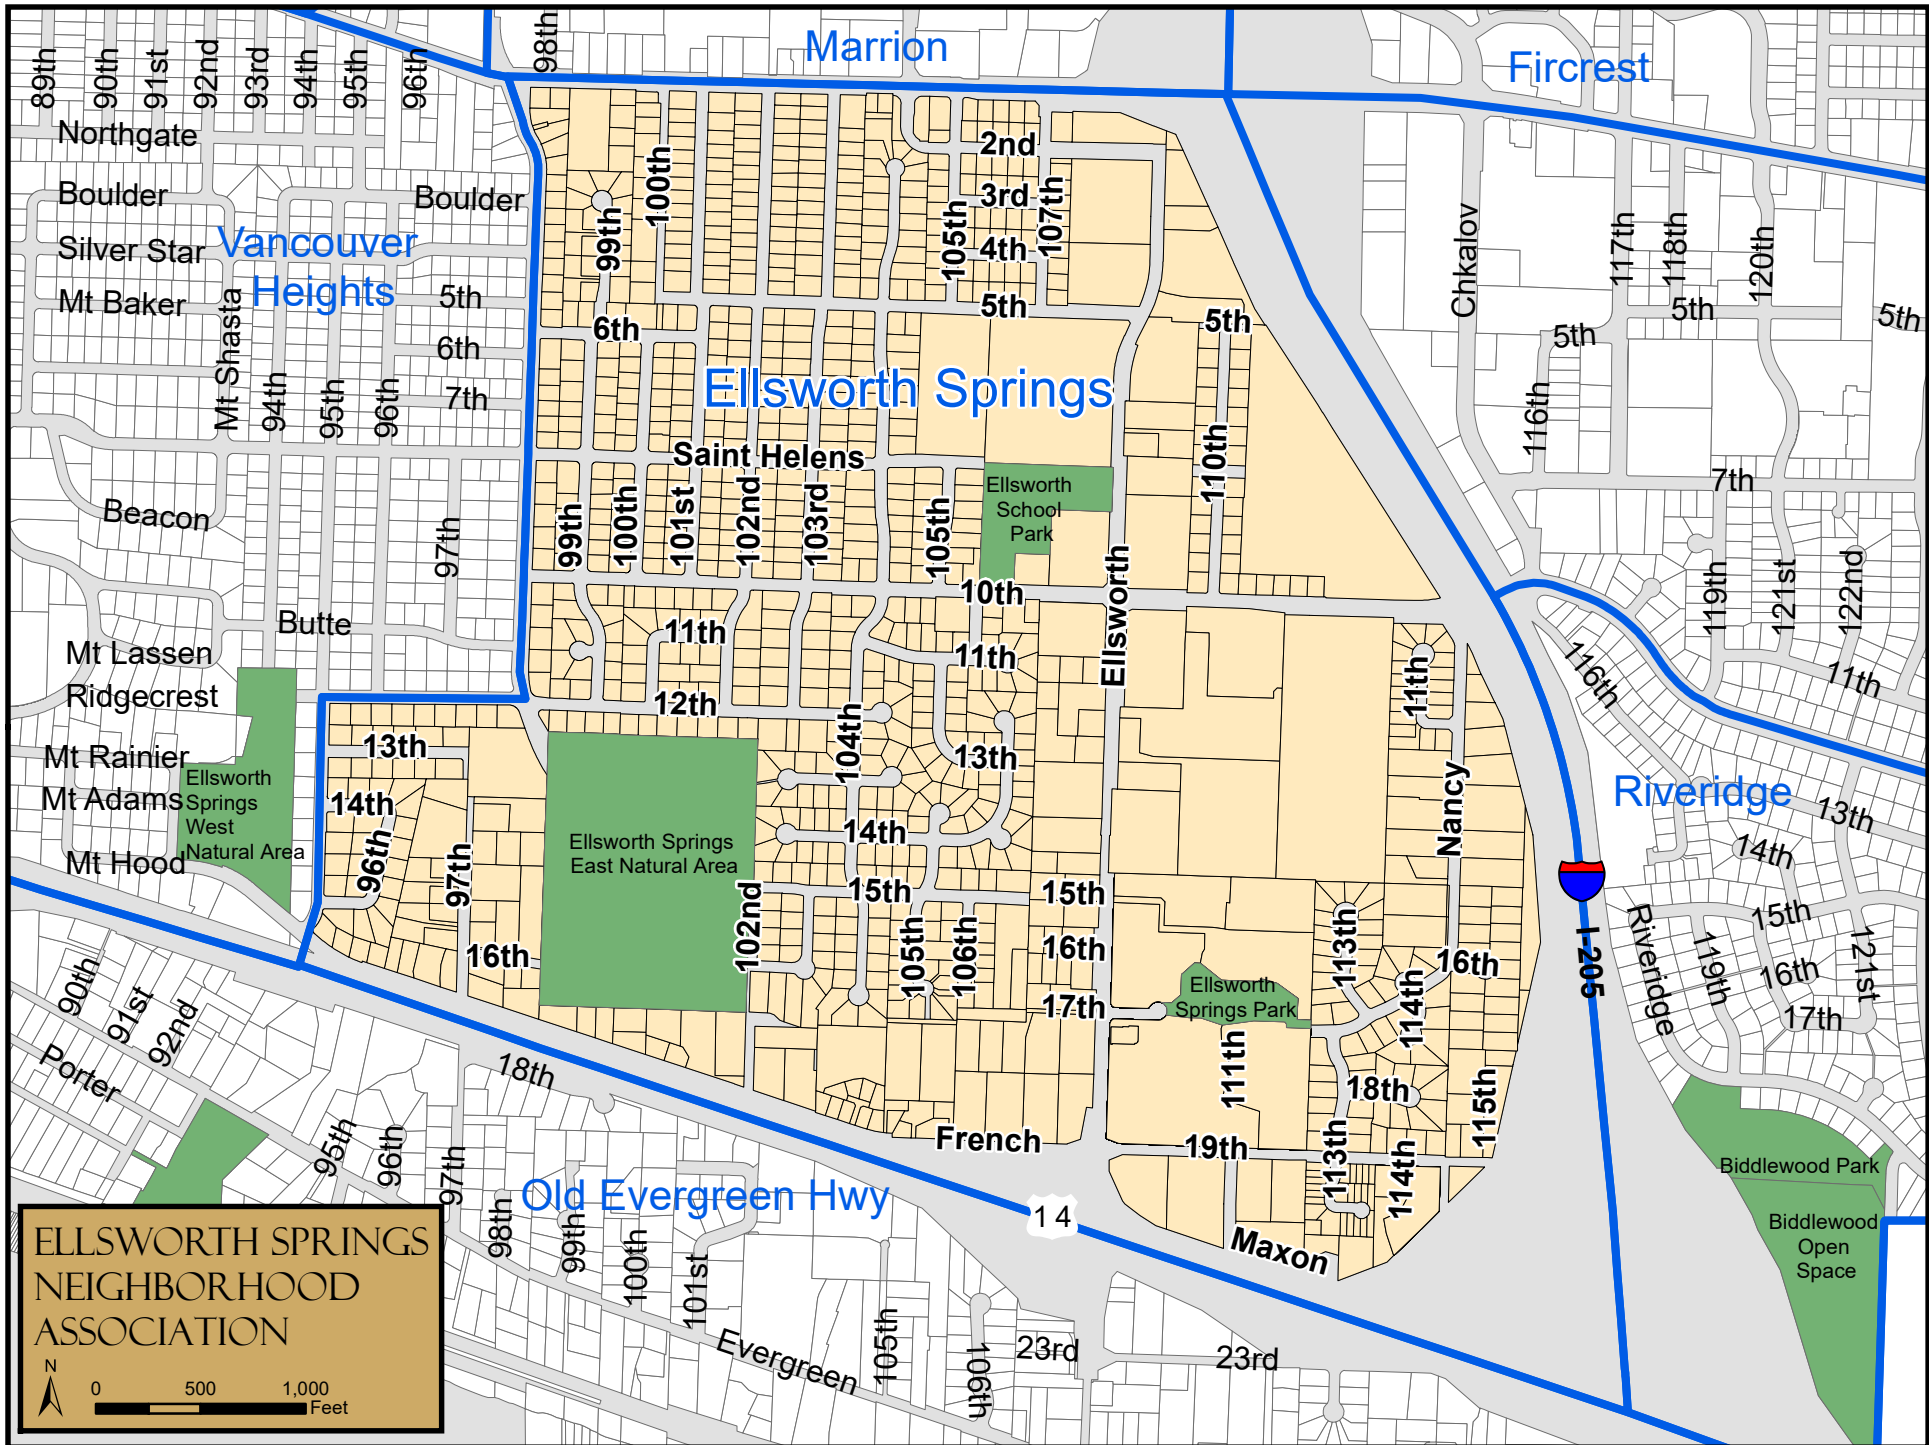 98th
Marrion
Fircrest
89th
90th
91st
92nd
93rd
94th
95th
96th
Northgate
Boulder
Boulder
Silver Star
Mt Baker
Vancouver
Heights
Mt Shasta
5th
6th
7th
94th
95th
96th
97th
Beacon
Butte
Mt Lassen
Ridgecrest
Mt Rainier
Mt Adams
Mt Hood
Ellsworth
Springs
West
Natural Area
2nd
3rd
4th
5th
100th
99th
105th
107th
6th
5th
Ellsworth Springs
Saint Helens
99th
100th
101st
102nd
103rd
105th
110th
Ellsworth
School
Park
10th
Ellsworth
11th
11th
11th
12th
104th
13th
13th
14th
96th
97th
16th
Ellsworth Springs
East Natural Area
102nd
14th
15th
105th
106th
15th
16th
17th
Nancy
113th
114th
16th
Ellsworth
Springs Park
111th
18th
115th
French
19th
113th
114th
Maxon
Chkalov
117th
118th
120th
5th
5th
5th
116th
7th
119th
121st
122nd
116th
11th
Riveridge
13th
14th
15th
16th
17th
119th
121st
Riveridge
I-205
Biddlewood Park
Biddlewood
Open
Space
90th
91st
92nd
Porter
18th
95th
96th
97th
98th
99th
100th
101st
Old Evergreen Hwy
14
Evergreen
105th
106th
23rd
23rd
ELLSWORTH SPRINGS
NEIGHBORHOOD
ASSOCIATION
N
0 500 1,000
Feet